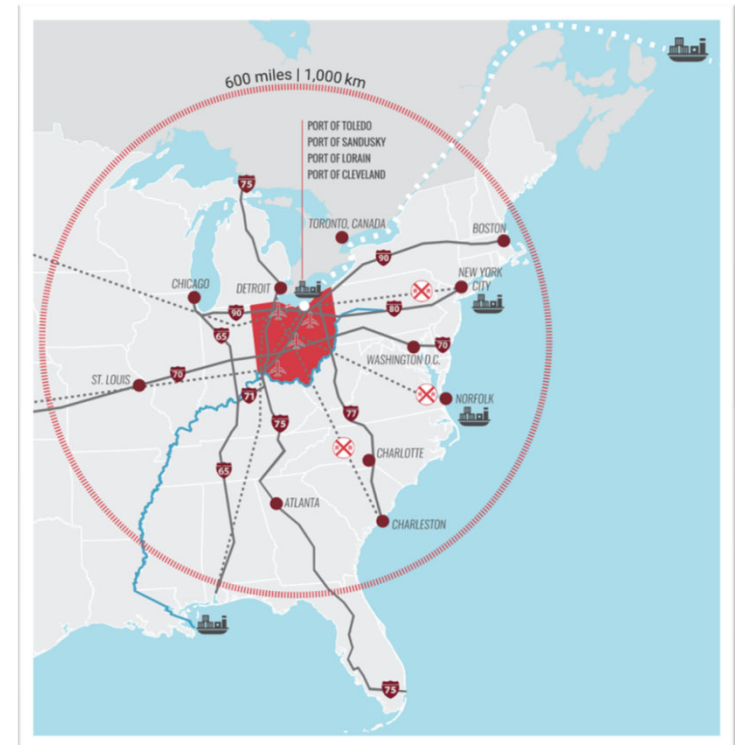 600 miles | 1,000 km
PORT OF TOLEDO
PORT OF SANDUSKY
PORT OF LORAIN
PORT OF CLEVELAND
75
TORONTO, CANADA
BOSTON
90
NEW YORK
CITY
CHICAGO
DETROIT
90
80
65
70
WASHINGTON D.C.
70
ST. LOUIS
71
NORFOLK
75
77
CHARLOTTE
65
ATLANTA
CHARLESTON
75